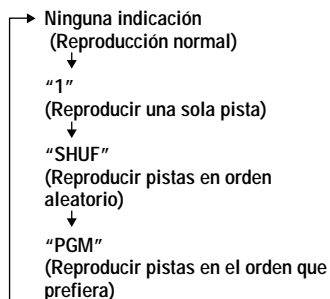 Ninguna indicación
(Reproducción normal)
“1”
(Reproducir una sola pista)
“SHUF”
(Reproducir pistas en orden
aleatorio)
“PGM”
(Reproducir pistas en el orden que
prefiera)